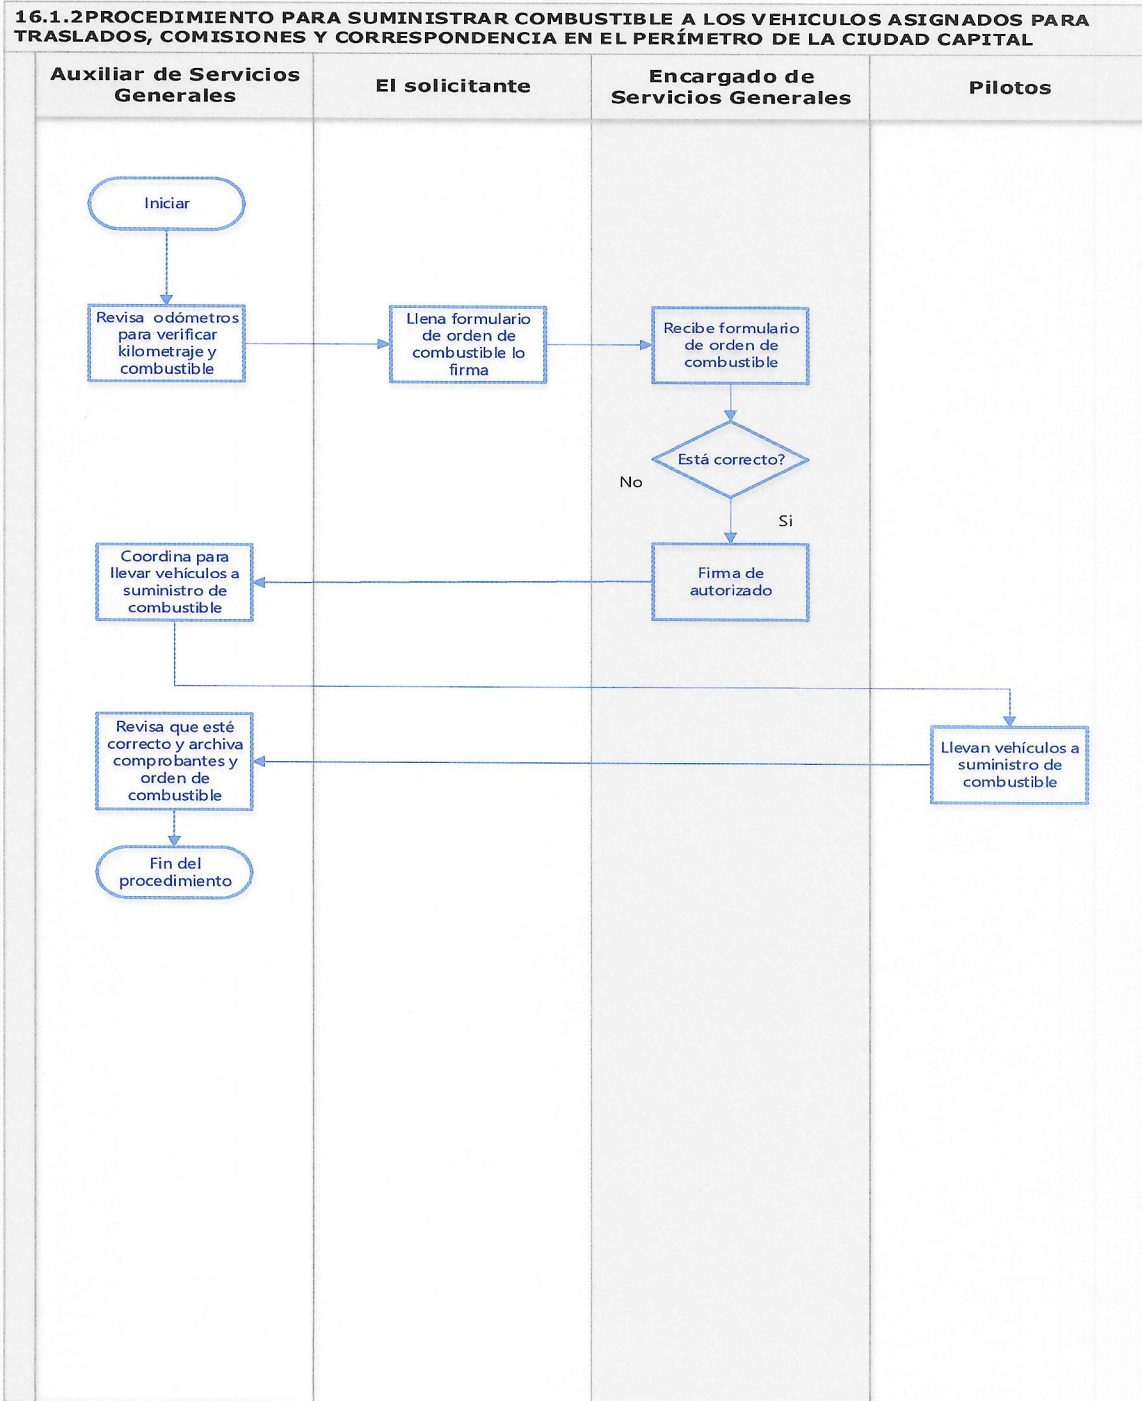 16.1.2PROCEDIMIENTO PARA SUMINISTRAR COMBUSTIBLE A LOS VEHICULOS ASIGNADOS PARA
TRASLADOS, COMISIONES Y CORRESPONDENCIA EN EL PERÍMETRO DE LA CIUDAD CAPITAL
Auxiliar de Servicios
Generales
El solicitante
Encargado de
Servicios Generales
Pilotos
Iniciar
Revisa odómetros
para verificar
kilometraje y
combustible
Llena formulario
de orden de
combustible lo
firma
Recibe formulario
de orden de
combustible
Está correcto?
No
Si
Firma de
autorizado
Coordina para
llevar vehículos a
suministro de
combustible
Llevan vehículos a
suministro de
combustible
Revisa que esté
correcto y archiva
comprobantes y
orden de
combustible
Fin del
procedimiento